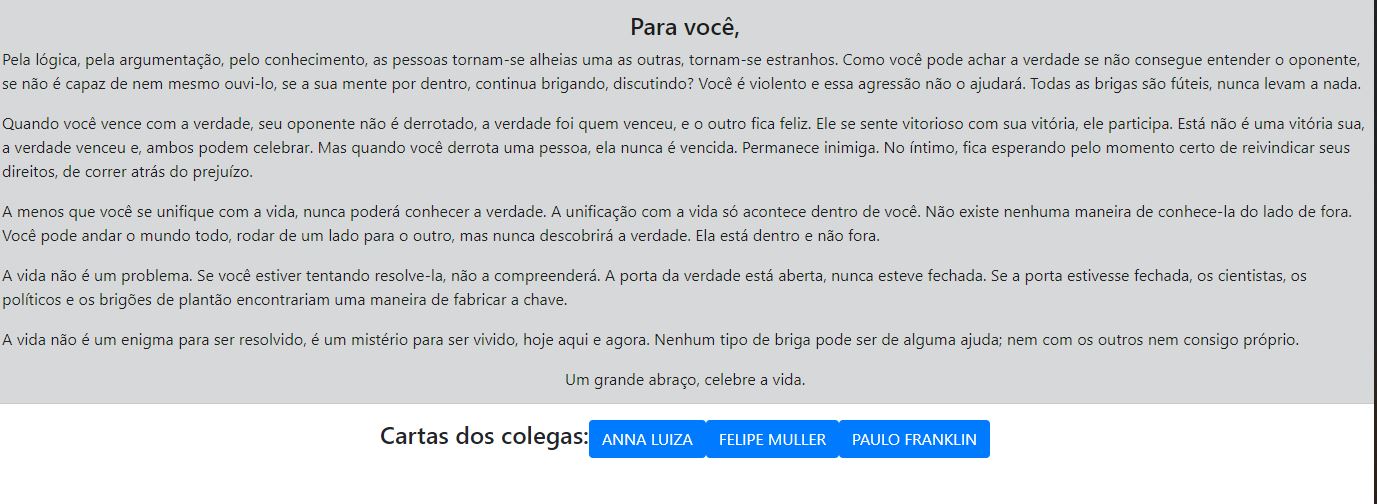 Para você,
Pela lógica, pela argumentação, pelo conhecimento, as pessoas tornam-se alheias uma as outras, tornam-se estranhos. Como você pode achar a verdade se não consegue entender o oponente,
se não é capaz de nem mesmo ouvi-lo, se a sua mente por dentro, continua brigando, discutindo? Você é violento e essa agressão não o ajudará. Todas as brigas são fúteis, nunca levam a nada.
Quando você vence com a verdade, seu oponente não é derrotado, a verdade foi quem venceu, e o outro fica feliz. Ele se sente vitorioso com sua vitória, ele participa. Está não é uma vitória sua,
a verdade venceu e, ambos podem celebrar. Mas quando você derrota uma pessoa, ela nunca é vencida. Permanece inimiga. No íntimo, fica esperando pelo momento certo de reivindicar seus
direitos, de correr atrás do prejuízo.
A menos que você se unifique com a vida, nunca poderá conhecer a verdade. A unificação com a vida só acontece dentro de você. Não existe nenhuma maneira de conhece-la do lado de fora.
Você pode andar o mundo todo, rodar de um lado para o outro, mas nunca descobrirá a verdade. Ela está dentro e não fora.
A vida não é um problema. Se você estiver tentando resolve-la, não a compreenderá. A porta da verdade está aberta, nunca esteve fechada. Se a porta estivesse fechada, os cientistas, os
políticos e os brigões de plantão encontrariam uma maneira de fabricar a chave.
A vida não é um enigma para ser resolvido, é um mistério para ser vivido, hoje aqui e agora. Nenhum tipo de briga pode ser de alguma ajuda; nem com os outros nem consigo próprio.
Um grande abraço, celebre a vida.
Cartas dos colegas: ANNA LUIZA FELIPE MULLER PAULO FRANKLIN